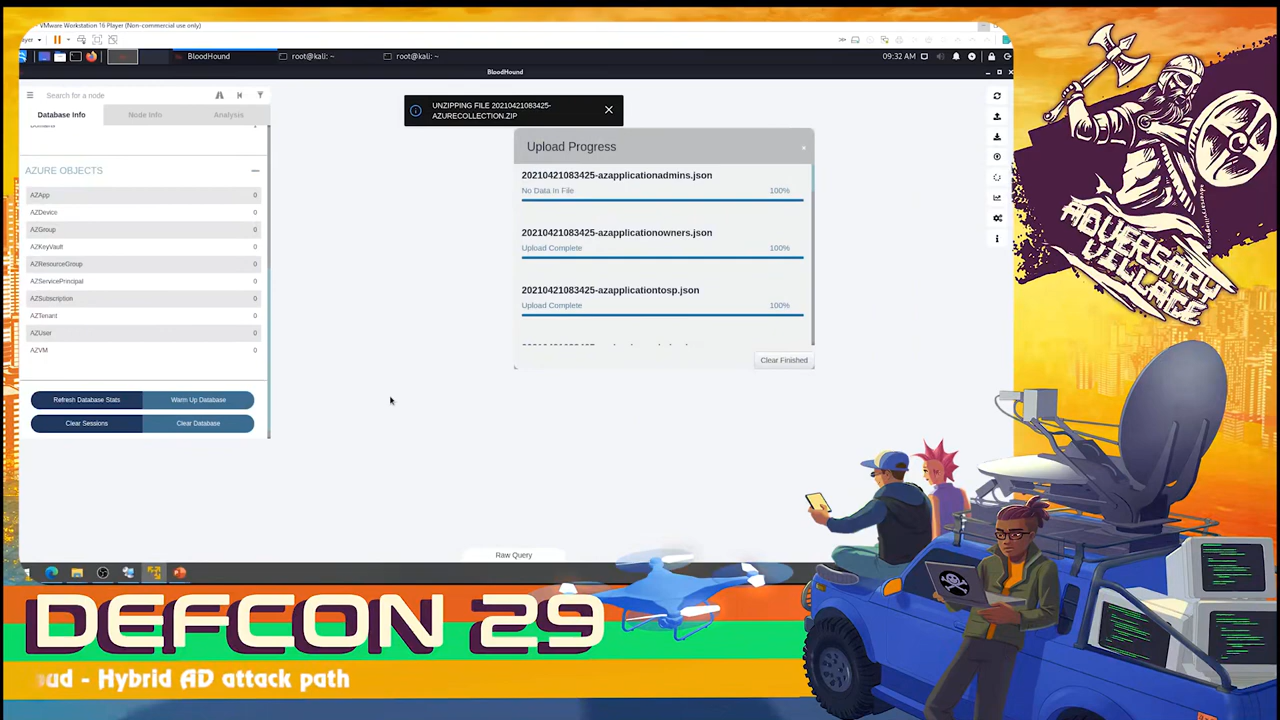 VMware Workstation 16 Player (Non-commercial use only)
BloodHound
root@kali: ~
root@kali: ~
09:32 AM
BloodHound
Search for a node
Database Info
Node Info
Analysis
AZURE OBJECTS
AZApp 0
AZDevice 0
AZGroup 0
AZKeyVault 0
AZResourceGroup 0
AZServicePrincipal 0
AZSubscription 0
AZTenant 0
AZUser 0
AZVM 0
Refresh Database Stats
Warm Up Database
Clear Sessions
Clear Database
UNZIPPING FILE 20210421083425-
AZURECOLLECTION.ZIP
Upload Progress
20210421083425-azapplicationadmins.json
No Data In File 100%
20210421083425-azapplicationowners.json
Upload Complete 100%
20210421083425-azapplicationtosp.json
Upload Complete 100%
Clear Finished
Raw Query
ADVERSARY
VILLAGE
DEFCON 29
- Hybrid AD attack path